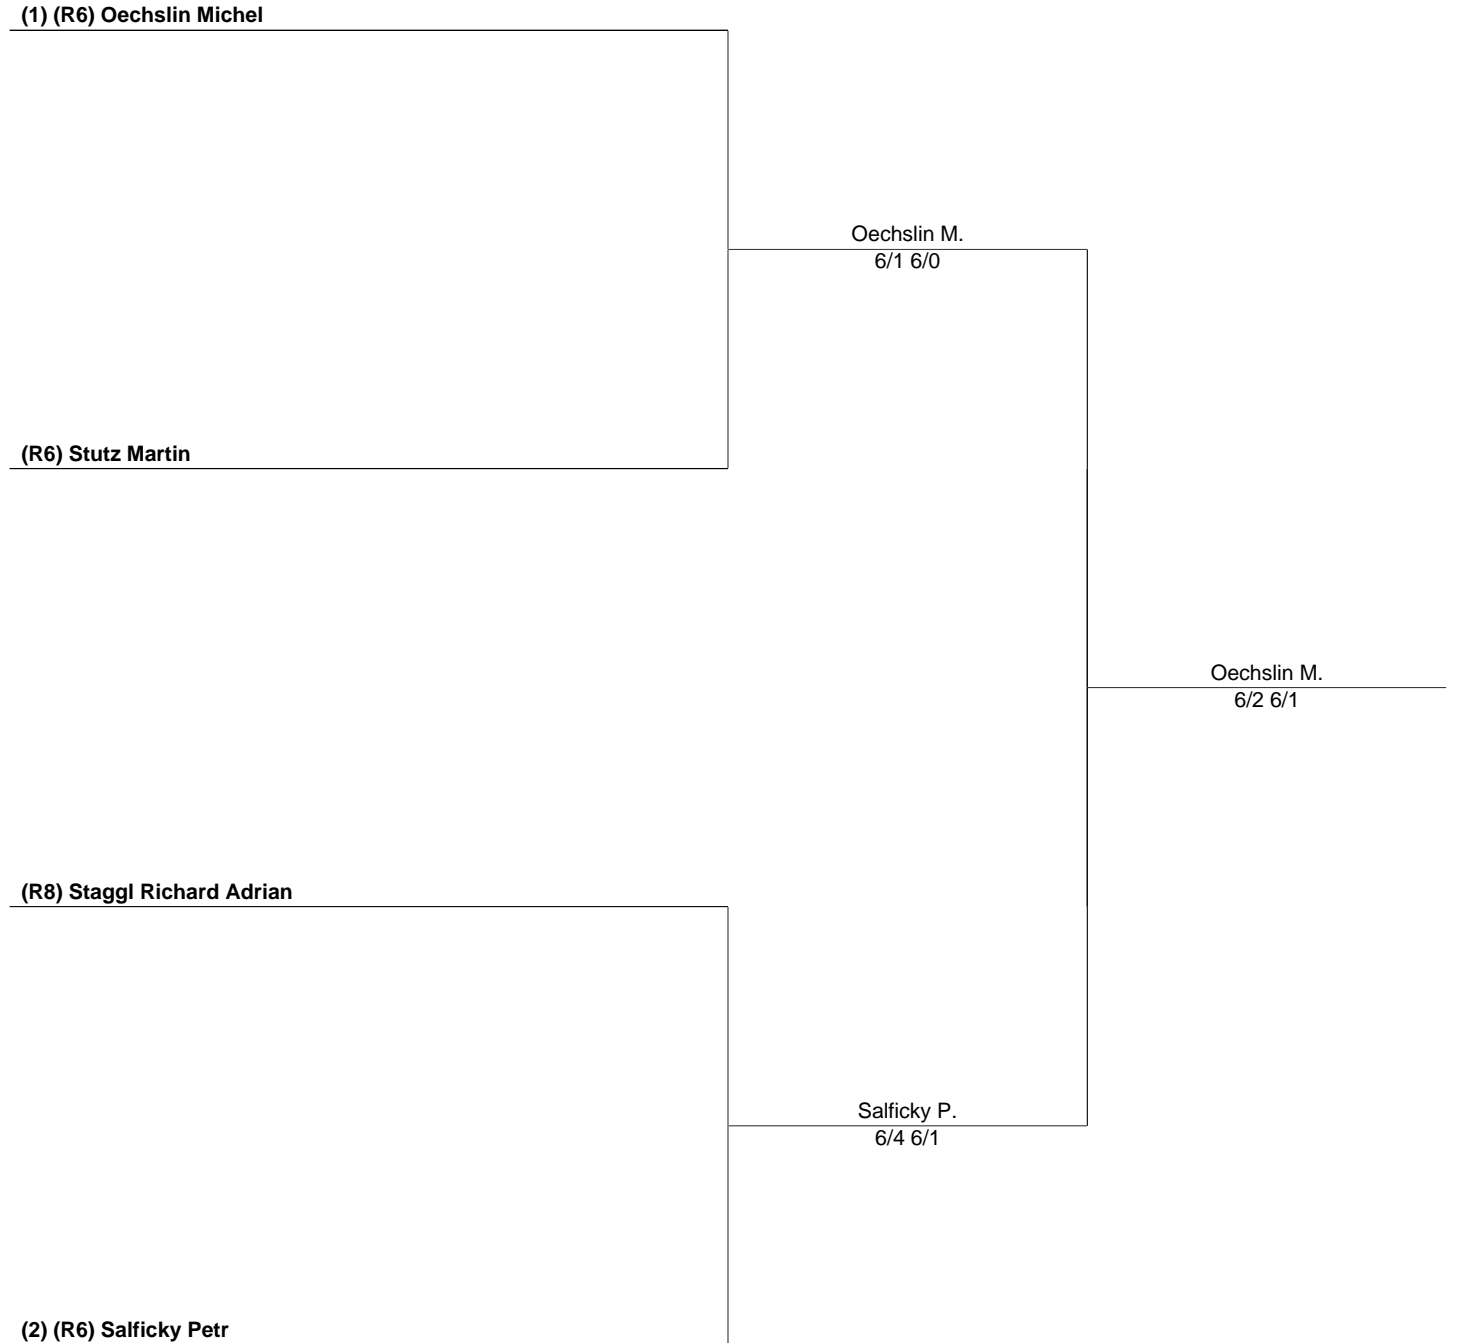 (1) (R6) Oechslin Michel
Oechslin M.
6/1 6/0
(R6) Stutz Martin
Oechslin M.
6/2 6/1
(R8) Staggl Richard Adrian
Salficky P.
6/4 6/1
(2) (R6) Salficky Petr